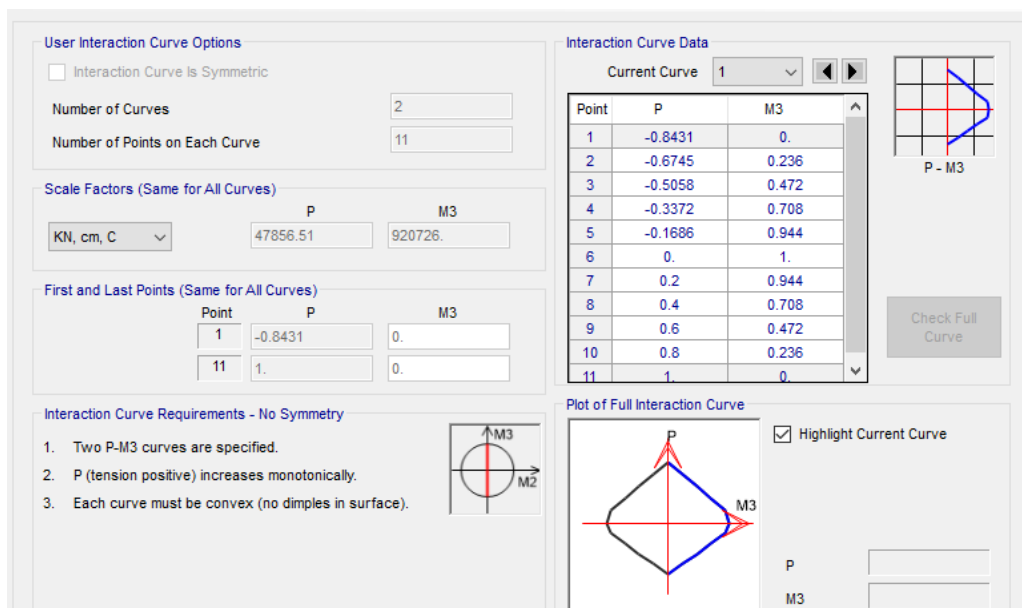 User Interaction Curve Options
Interaction Curve Is Symmetric
Number of Curves 2
Number of Points on Each Curve 11
Scale Factors (Same for All Curves)
P M3
KN, cm, C 47856.51 920726.
First and Last Points (Same for All Curves)
Point P M3
1 -0.8431 0.
11 1. 0.
Interaction Curve Requirements - No Symmetry
1. Two P-M3 curves are specified.
2. P (tension positive) increases monotonically.
3. Each curve must be convex (no dimples in surface).
M3
M2
Interaction Curve Data
Current Curve 1
Point P M3
1 -0.8431 0.
2 -0.6745 0.236
3 -0.5058 0.472
4 -0.3372 0.708
5 -0.1686 0.944
6 0. 1.
7 0.2 0.944
8 0.4 0.708
9 0.6 0.472
10 0.8 0.236
11 1. 0.
P - M3
Check Full
Curve
Plot of Full Interaction Curve
P
M3
Highlight Current Curve
P
M3